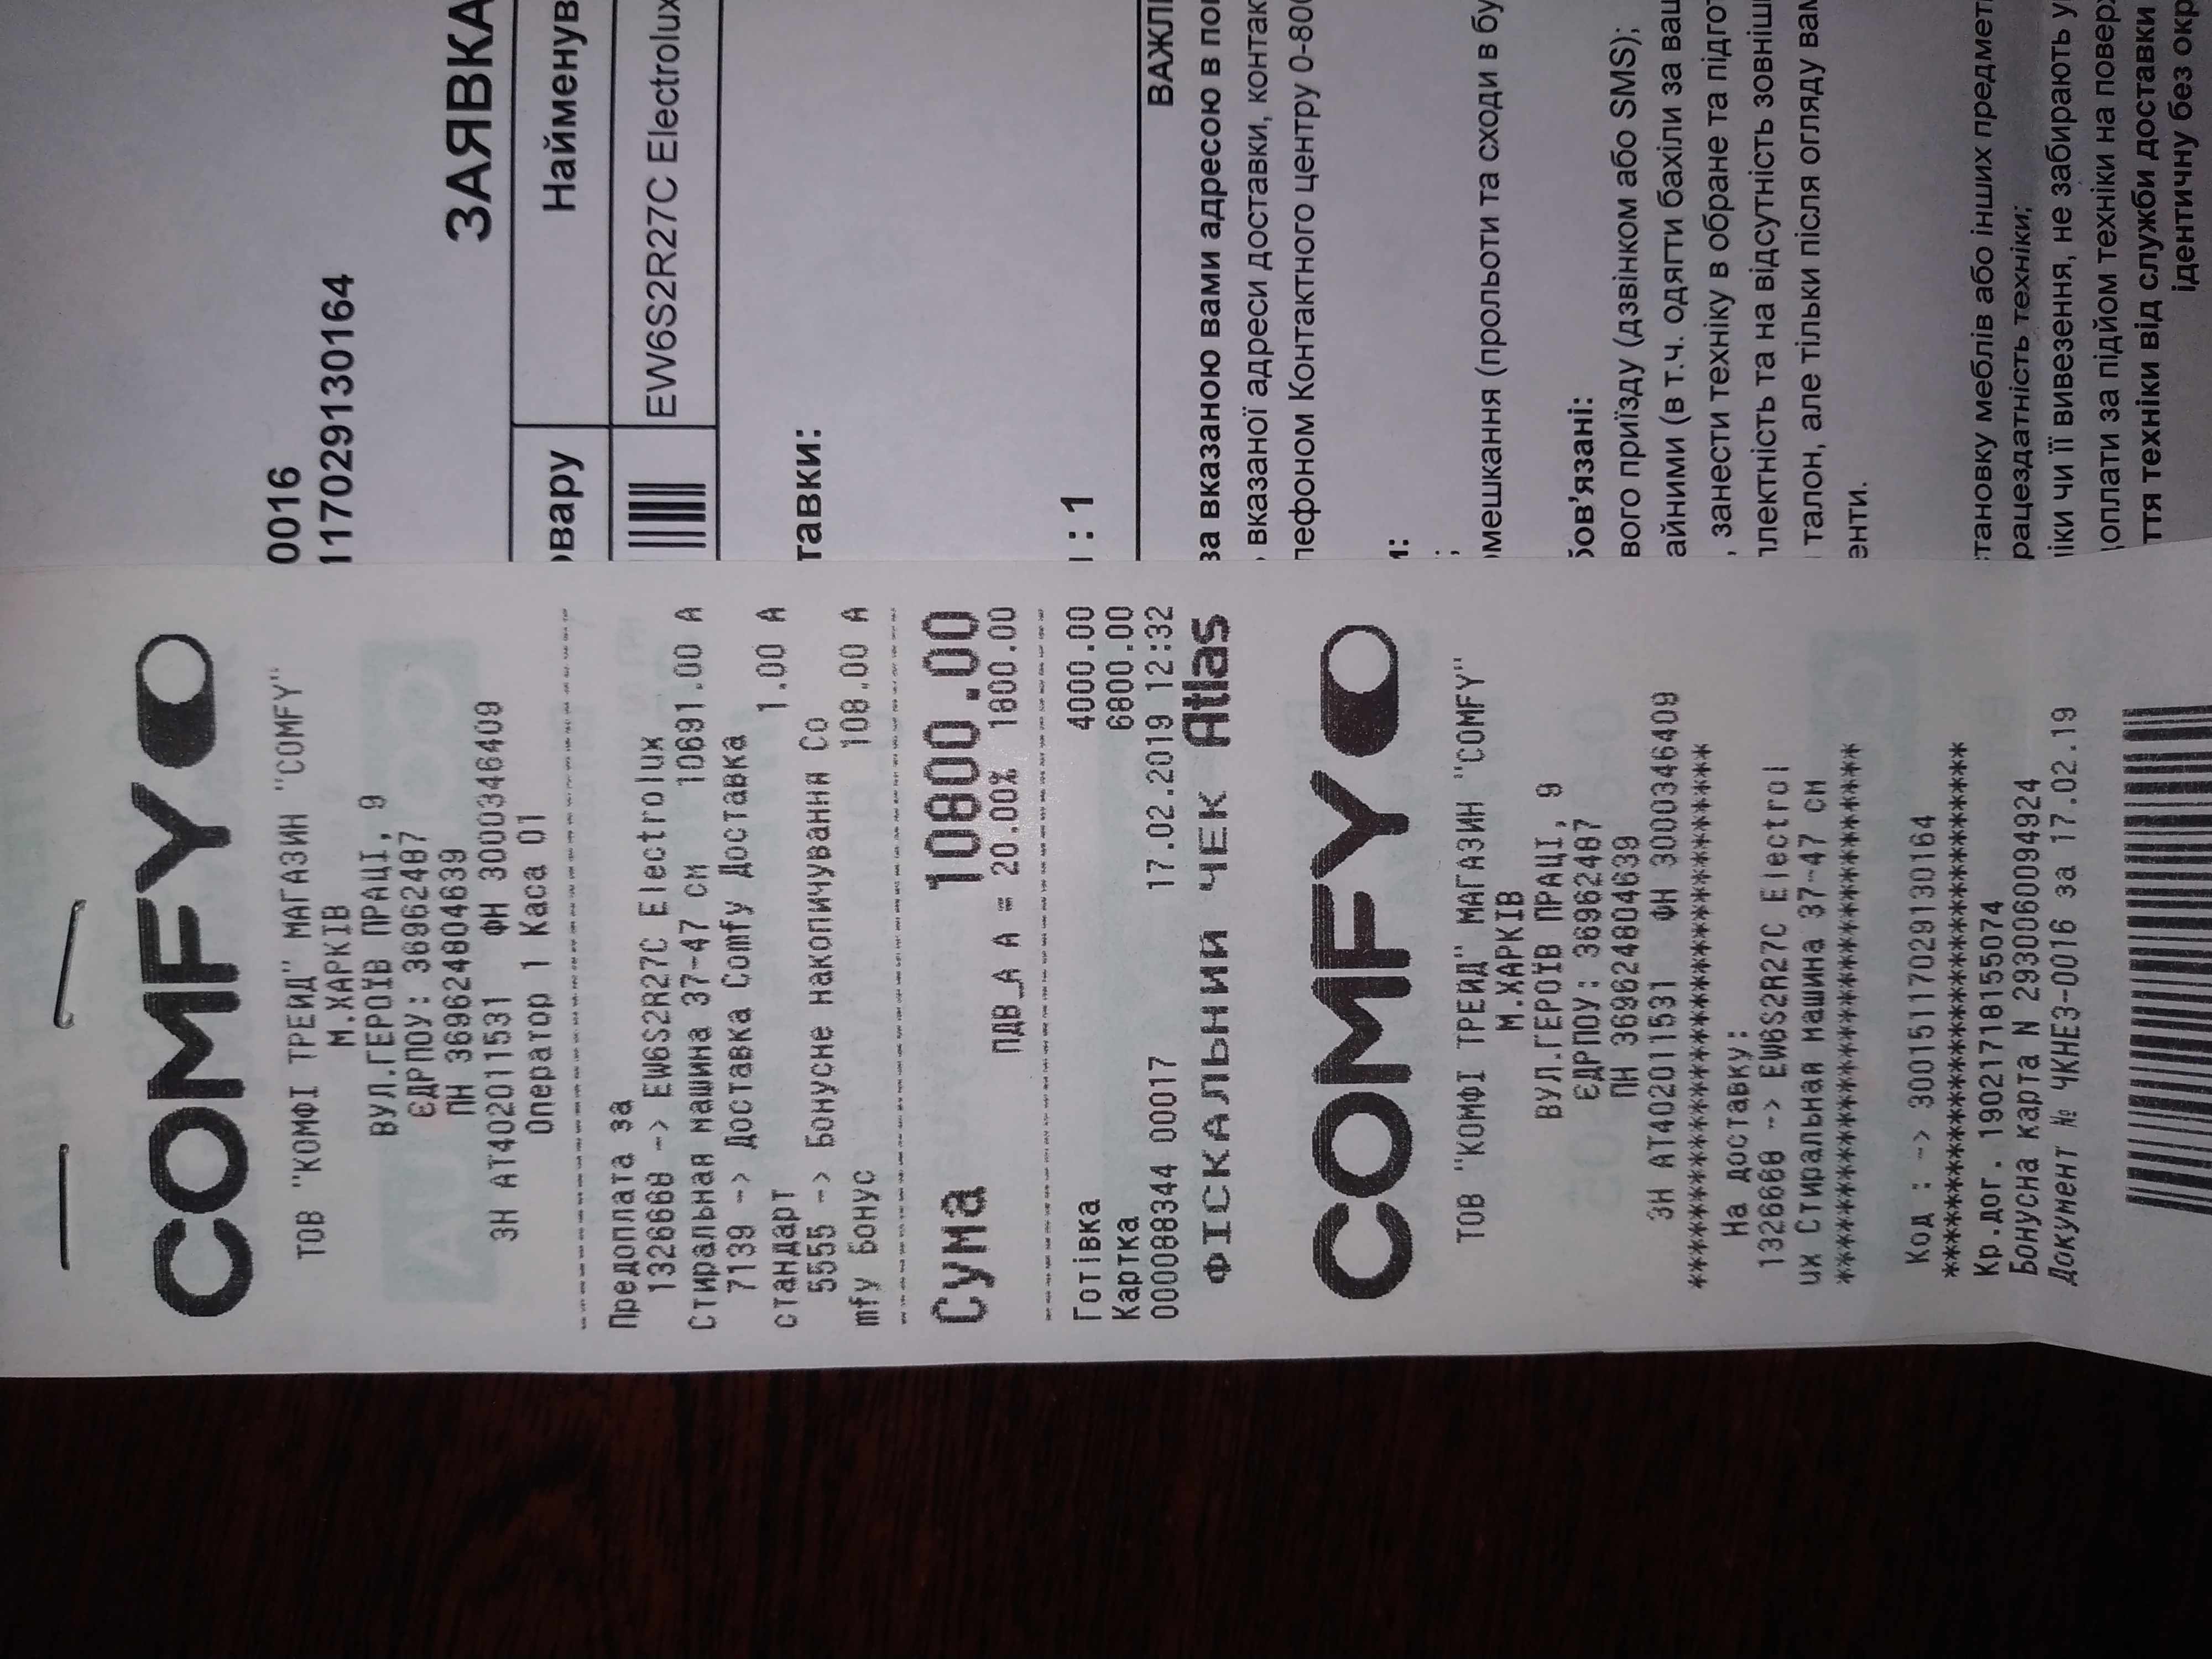 COMFY
ТОВ "КОМФІ ТРЕЙД" МАГАЗИН "COMFY"
М.ХАРКІВ
ВУЛ.ГЕРОЇВ ПРАЦІ, 9
ЄДРПОУ: 36962487
ПН 369624804639
ЗН АТ402011531 ФН 3000346409
Оператор 1 Каса 01
Предоплата за
1326668 -> EW6S2R27C Electrolux
Стиральная машина 37-47 см 10691.00 А
7139 -> Доставка Comfy Доставка
стандарт 1.00 А
5555 -> Бонусне накопичування Co
mfy Бонус 108.00 А
Сума 10800.00
ПДВ_А А = 20.00% 1800.00
Готівка 4000.00
Картка 6800.00
000088344 00017 17.02.2019 12:32
ФІСКАЛЬНИЙ ЧЕК Atlas
COMFY
ТОВ "КОМФІ ТРЕЙД" МАГАЗИН "COMFY"
М.ХАРКІВ
ВУЛ.ГЕРОЇВ ПРАЦІ, 9
ЄДРПОУ: 36962487
ПН 369624804639
ЗН АТ402011531 ФН 3000346409
******************************
На доставку:
1326668 -> EW6S2R27C Electrol
ux Стиральная машина 37-47 см
******************************
Код : -> 30015117029130164
******************************
Кр.дог. 19021718155074
Бонусна карта N 2930060094924
Документ № ЧКНЕЗ-0016 за 17.02.19
0016
117029130164
ЗАЯВКА
овару Найменув
EW6S2R27C Electrolux
тавки:
: 1
ВАЖЛИ
за вказаною вами адресою в по
вказаної адреси доставки, контак
лефоном Контактного центру 0-800
и:
;
омешкання (прольоти та сходи в бу
бов'язані:
вого приїзду (дзвінком або SMS);
айними (в т.ч. одягти бахіли за ваш
, занести техніку в обране та підгот
плектність та на відсутність зовніш
талон, але тільки після огляду вам
енти.
становку меблів або інших предмет
рацездатність техніки;
іки чи її вивезення, не забирають у
оплати за підйом техніки на поверх
ття техніки від служби доставки
ідентичну без окр